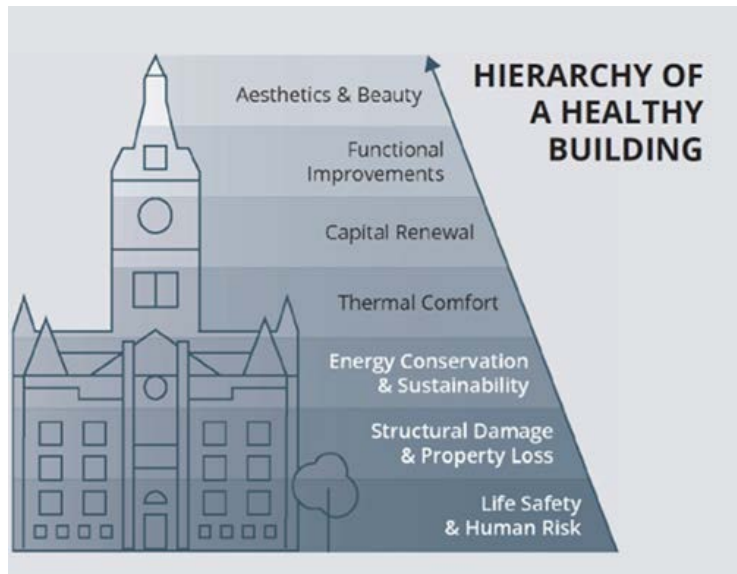 HIERARCHY OF
A HEALTHY
BUILDING
Aesthetics & Beauty
Functional
Improvements
Capital Renewal
Thermal Comfort
Energy Conservation
& Sustainability
Structural Damage
& Property Loss
Life Safety
& Human Risk